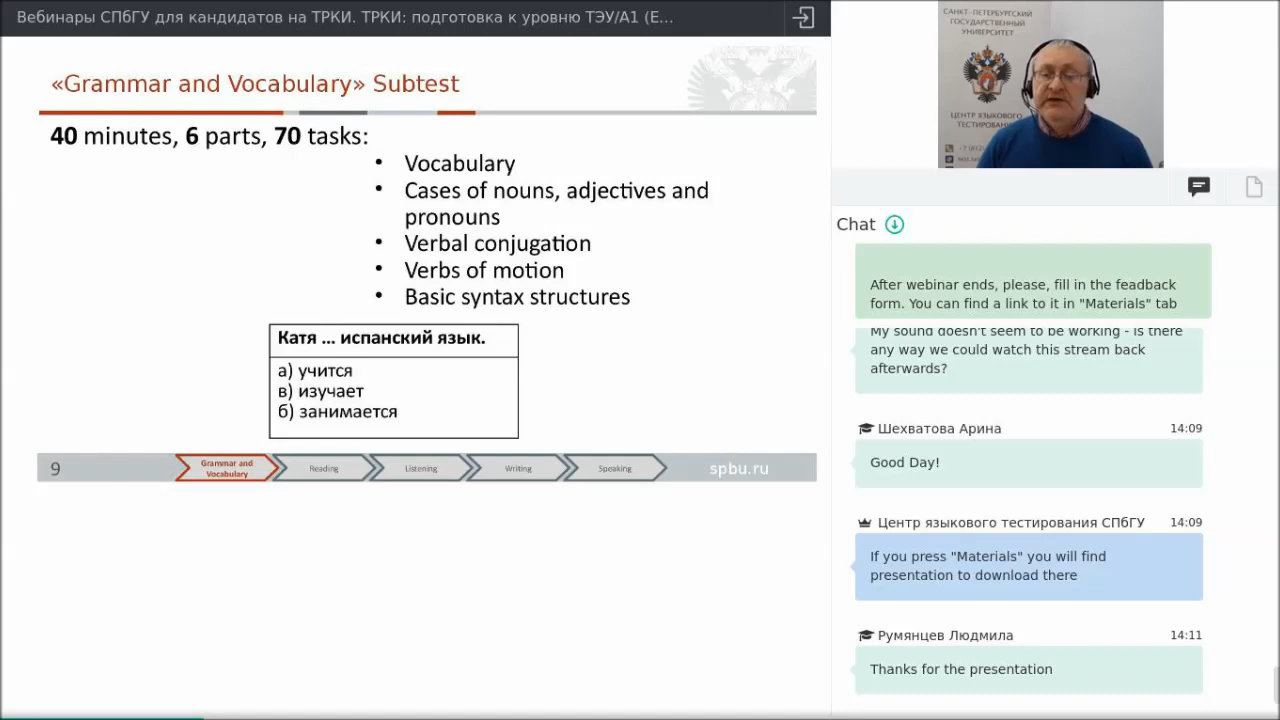 Вебинары СПбГУ для кандидатов на ТРКИ. ТРКИ: подготовка к уровню ТЭУ/А1 (E...
«Grammar and Vocabulary» Subtest
40 minutes, 6 parts, 70 tasks:
• Vocabulary
• Cases of nouns, adjectives and
pronouns
• Verbal conjugation
• Verbs of motion
• Basic syntax structures
Катя ... испанский язык.
а) учится
в) изучает
б) занимается
9
Grammar and
Vocabulary
Reading
Listening
Writing
Speaking
spbu.ru
САНКТ-ПЕТЕРБУРГСКИЙ
ГОСУДАРСТВЕННЫЙ
УНИВЕРСИТЕТ
ЦЕНТР ЯЗЫКОВОГО
ТЕСТИРОВАНИЯ
Chat
After webinar ends, please, fill in the feadback
form. You can find a link to it in "Materials" tab
My sound doesn't seem to be working - is there
any way we could watch this stream back
afterwards?
Шехватова Арина 14:09
Good Day!
Центр языкового тестирования СПбГУ 14:09
If you press "Materials" you will find
presentation to download there
Румянцев Людмила 14:11
Thanks for the presentation